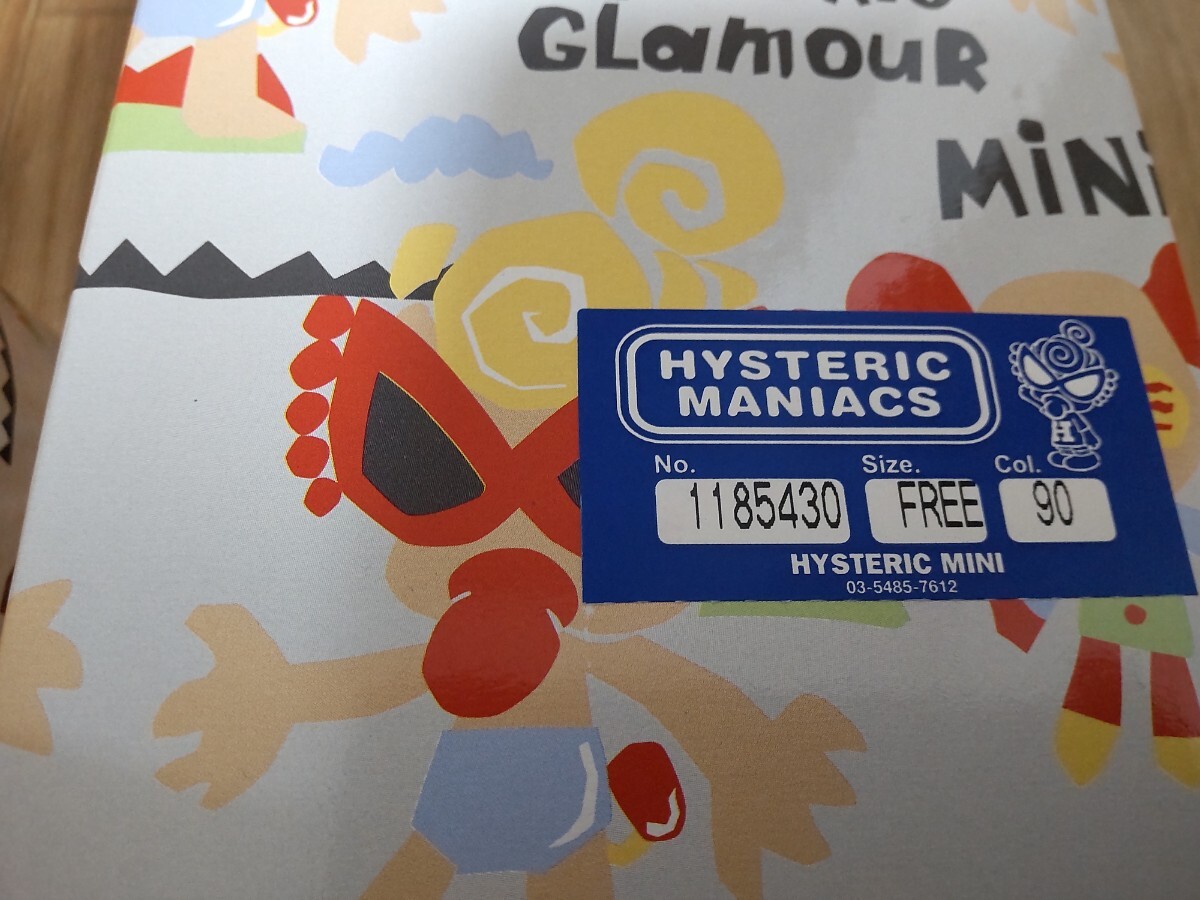 GLamOUR
MiNi
HYSTERIC
MANIACS
No. Size. Col.
1185430 FREE 90
H
HYSTERIC MINI
03-5485-7612